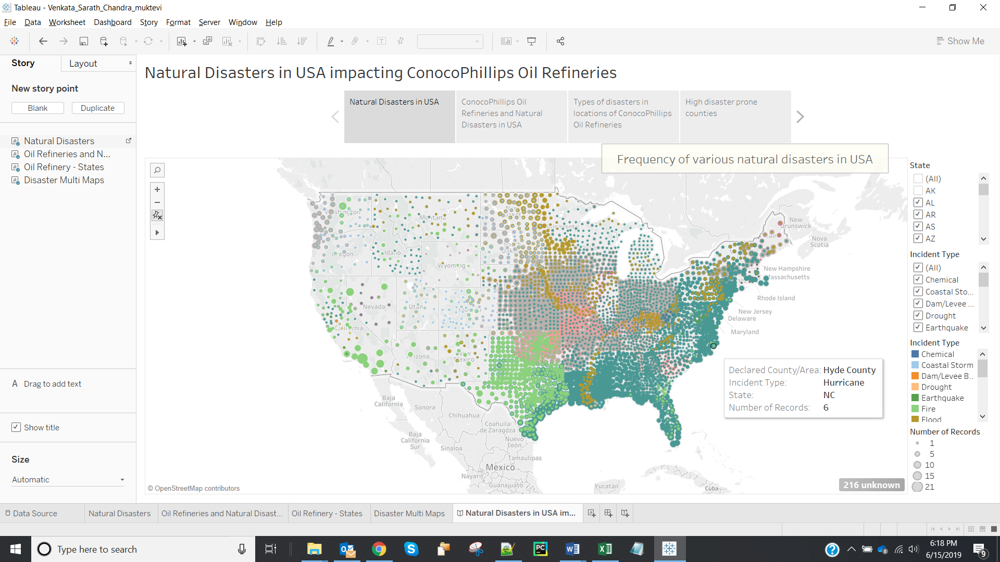 Tableau - Venkata_Sarath_Chandra_muktevi
File Data Worksheet Dashboard Story Format Server Window Help
Show Me
Story
Layout
New story point
Blank
Duplicate
Natural Disasters
Oil Refineries and N...
Oil Refinery - States
Disaster Multi Maps
A Drag to add text
Show title
Size
Automatic
Natural Disasters in USA impacting ConocoPhillips Oil Refineries
Natural Disasters in USA
ConocoPhillips Oil
Refineries and Natural
Disasters in USA
Types of disasters in
locations of ConocoPhillips
Oil Refineries
High disaster prone
counties
Frequency of various natural disasters in USA
Montana
Idaho
Wyoming
Nevada
Utah
California
New
Brunswick
Nova
Scotia
New Hampshire
Massachusetts
Rhode Island
New Jersey
Delaware
Maryland
Baja
California
Sonora
Chihuahua
Coahuila
de Zaragoza
Baja
California
Sur
Sinaloa
Nuevo
León
Tamaulipas
Mexico
Nayarit
Guanajuato
Yucatán
Cuba
Declared County/Area: Hyde County
Incident Type: Hurricane
State: NC
Number of Records: 6
© OpenStreetMap contributors
216 unknown
State
(All)
AK
AL
AR
AS
AZ
Incident Type
(All)
Chemical
Coastal Sto...
Dam/Levee ...
Drought
Earthquake
Incident Type
Chemical
Coastal Storm
Dam/Levee B...
Drought
Earthquake
Fire
Flood
Number of Records
1
5
10
15
21
Data Source
Natural Disasters
Oil Refineries and Natural Disast...
Oil Refinery - States
Disaster Multi Maps
Natural Disasters in USA im...
Type here to search
PC
6:18 PM
6/15/2019
9